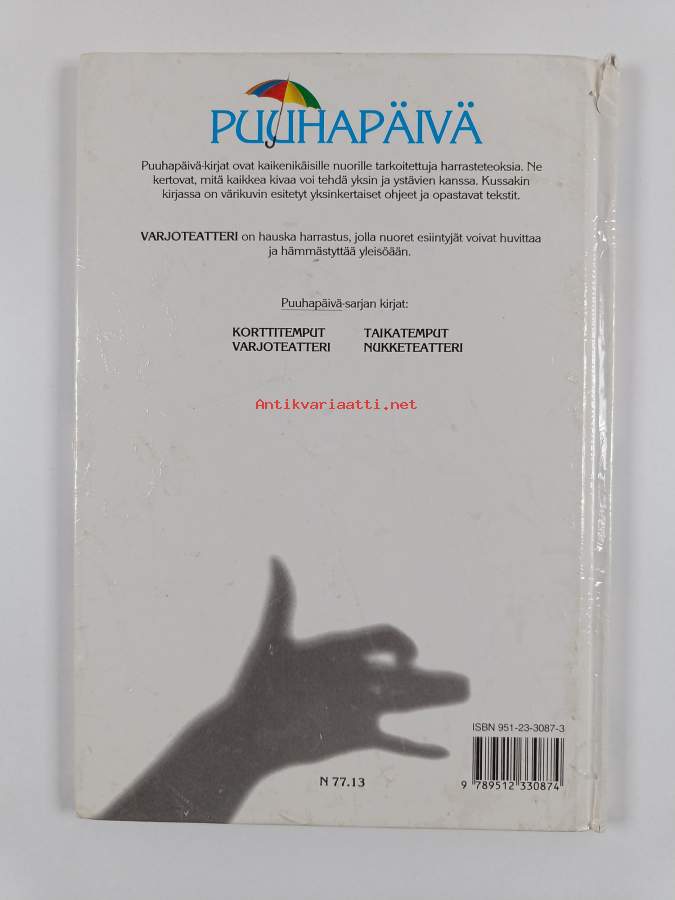 PUUHAPÄIVÄ
Puuhapäivä-kirjat ovat kaikenikäisille nuorille tarkoitettuja harrasteteoksia. Ne
kertovat, mitä kaikkea kivaa voi tehdä yksin ja ystävien kanssa. Kussakin
kirjassa on värikuvin esitetyt yksinkertaiset ohjeet ja opastavat tekstit.
VARJOTEATTERI on hauska harrastus, jolla nuoret esiintyjät voivat huvittaa
ja hämmästyttää yleisöään.
Puuhapäivä-sarjan kirjat:
KORTTITEMPUT TAIKATEMPUT
VARJOTEATTERI NUKKETEATTERI
Antikvariaatti.net
ISBN 951-23-3087-3
N 77.13
9 789512 330874